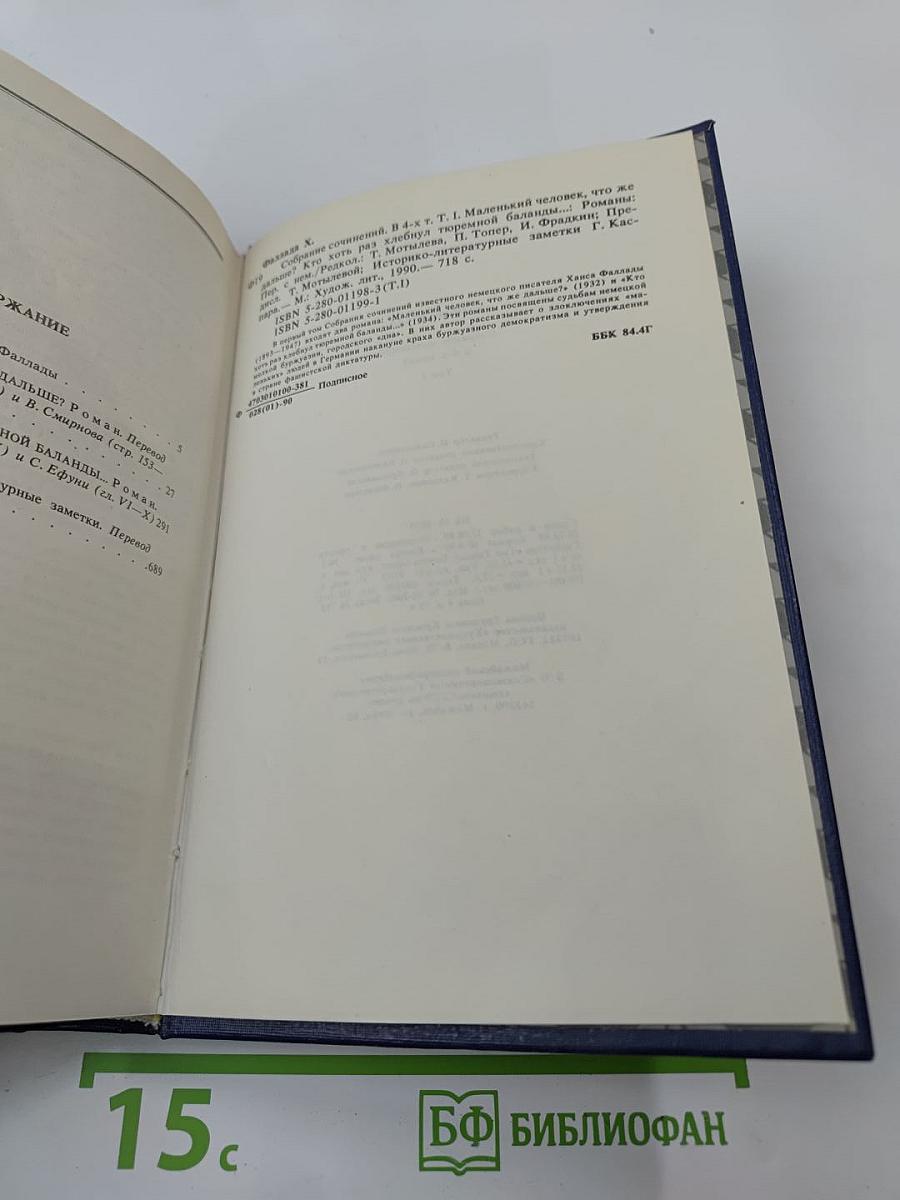 РЖАНИЕ
Фаллады . . . . . . . 5
ДАЛЬШЕ? Роман. Перевод
) и В. Смирнова (стр. 153—
. . . . . . . 27
НОЙ БАЛАНДЫ... Роман.
) и С. Ефуни (гл. VI—X) 291
урные заметки. Перевод
. . . . . . . 689
Фаллада Х.
Ф19 Собрание сочинений. В 4-х т. Т. 1. Маленький человек, что же
дальше? Кто хоть раз хлебнул тюремной баланды...: Романы:
Пер. с нем./Редкол.: Т. Мотылева, П. Топер, И. Фрадкин; Пре-
дисл. Т. Мотылевой; Историко-литературные заметки Г. Кас-
пара.— М.: Худож. лит., 1990.— 718 с.
ISBN 5-280-01198-3 (Т.1)
ISBN 5-280-01199-1
В первый том Собрания сочинений известного немецкого писателя Ханса Фаллады
(1893—1947) входят два романа: «Маленький человек, что же дальше?» (1932) и «Кто
хоть раз хлебнул тюремной баланды...» (1934). Эти романы посвящены судьбам немецкой
мелкой буржуазии, городского «дна». В них автор рассказывает о злоключениях «ма-
леньких» людей в Германии накануне краха буржуазного демократизма и утверждения
в стране фашистской диктатуры.
Ф 4703010100-381 Подписное
028(01)-90
ББК 84.4Г
15 с
БФ БИБЛИОФАН